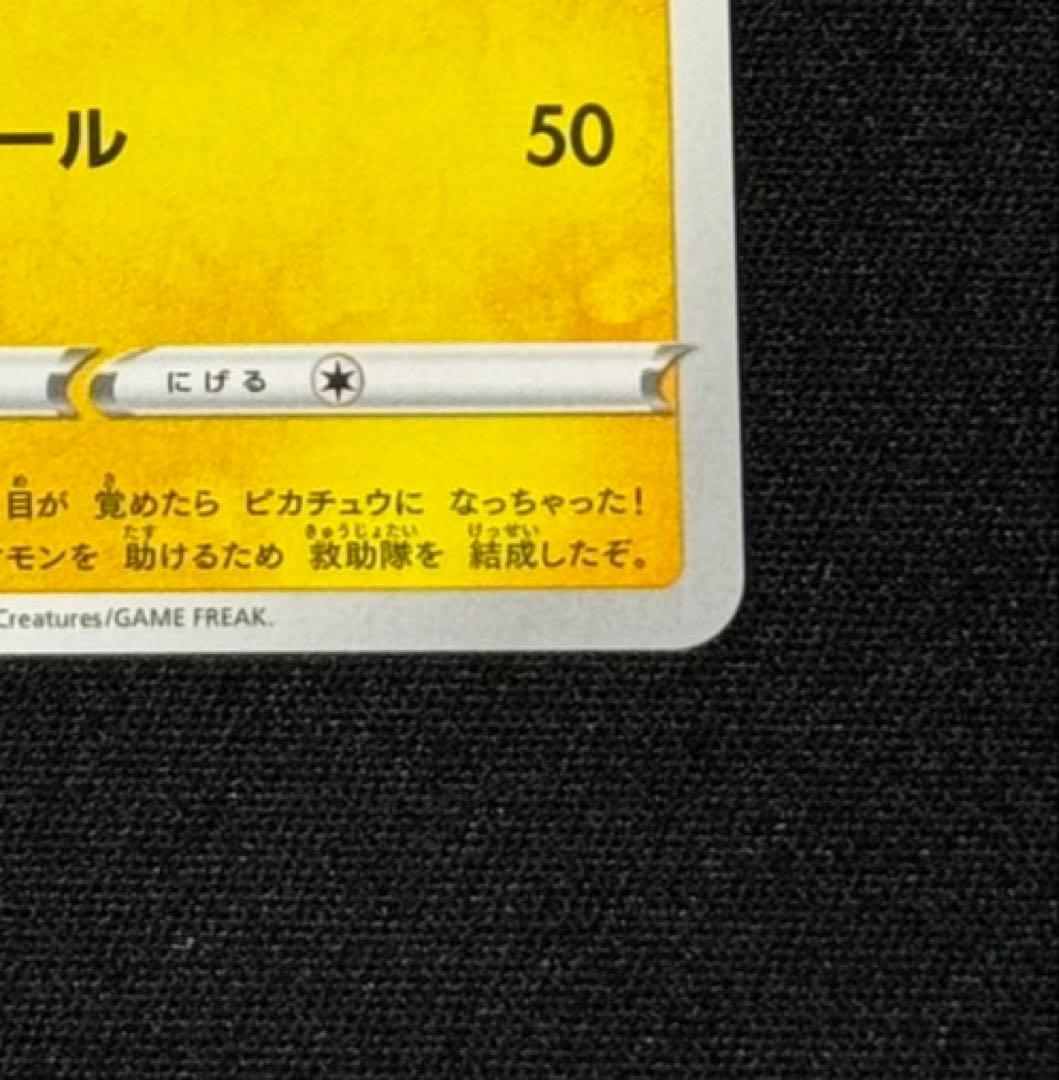 ール 50
にげる
目が 覚めたら ピカチュウに なっちゃった!
モンを 助けるため 救助隊を 結成したぞ。
Creatures/GAME FREAK.